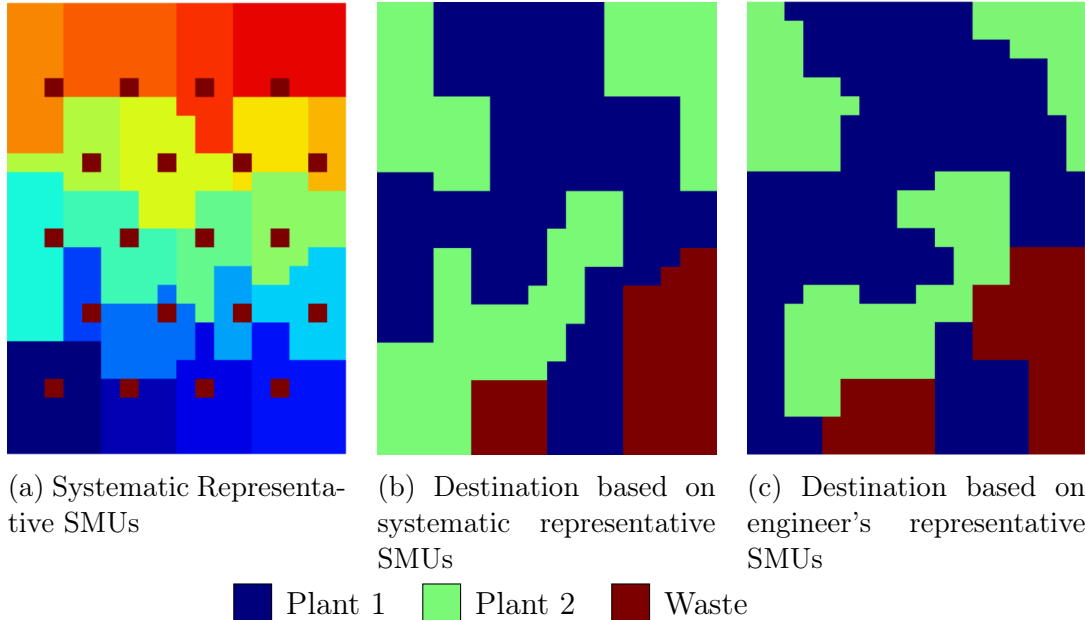 (a) Systematic Representa-
tive SMUs
(b) Destination based on
systematic representative
SMUs
(c) Destination based on
engineer's representative
SMUs
Plant 1 Plant 2 Waste